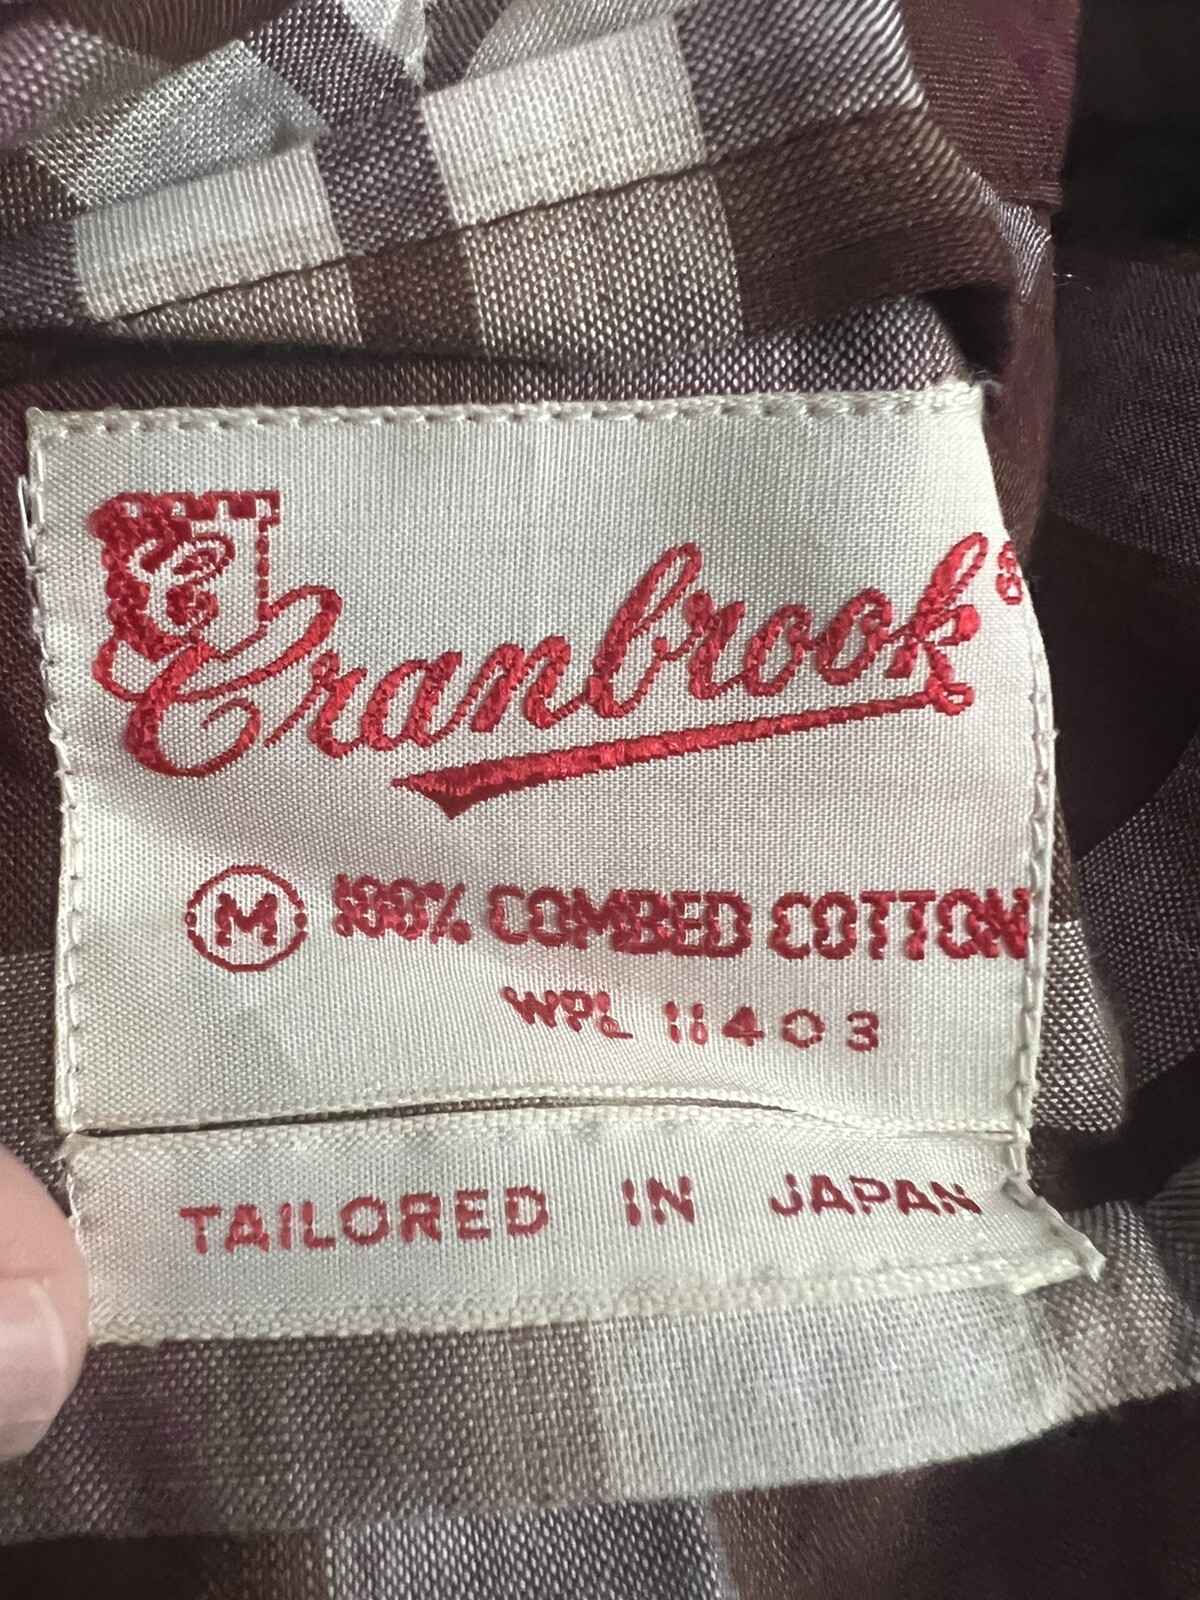 Cranbrook
M 100% COMBED COTTON
WPL 11403
TAILORED IN JAPAN